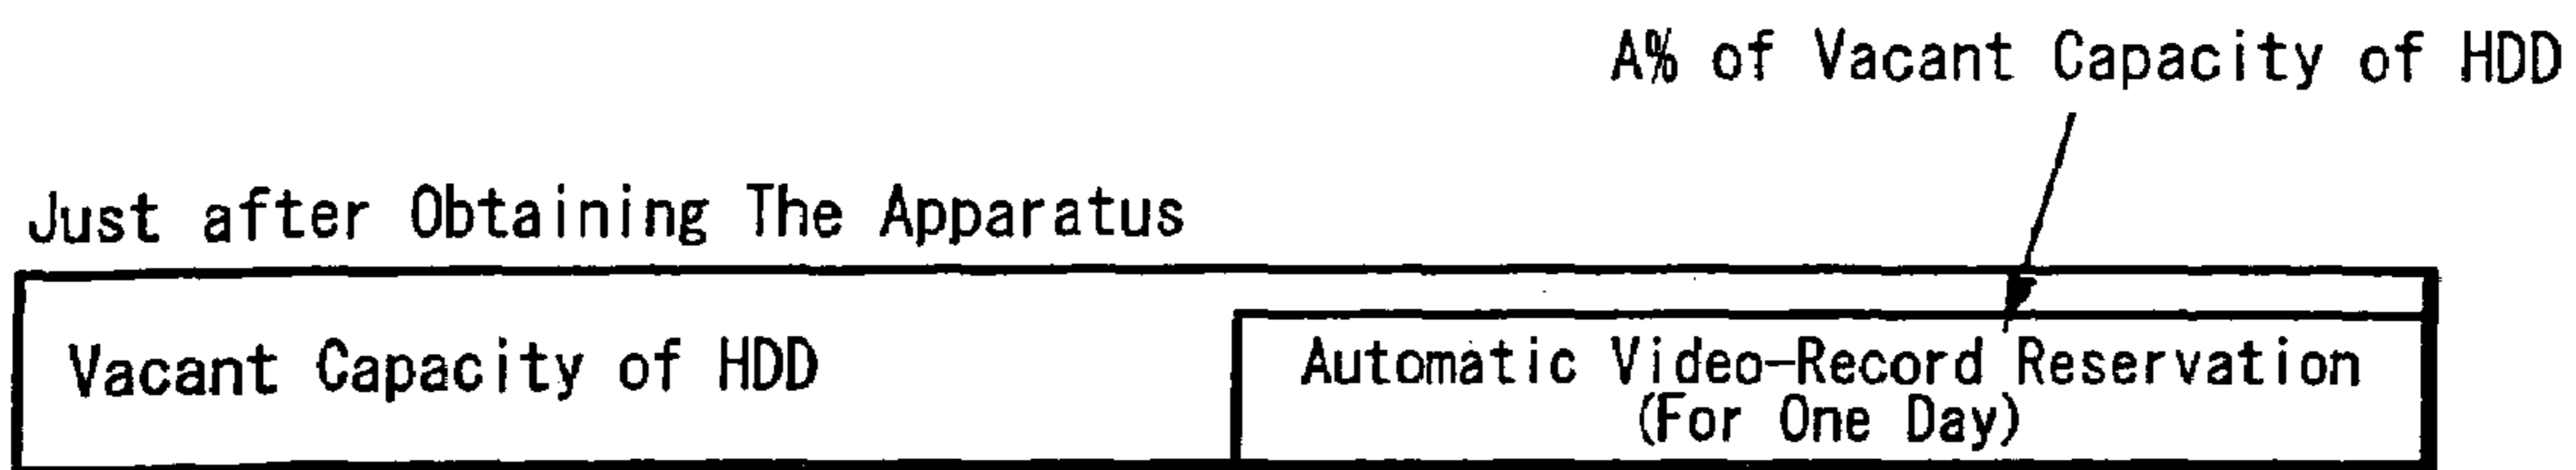 A% of Vacant Capacity of HDD
Just after Obtaining The Apparatus
Vacant Capacity of HDD
Automatic Video-Record Reservation
(For One Day)